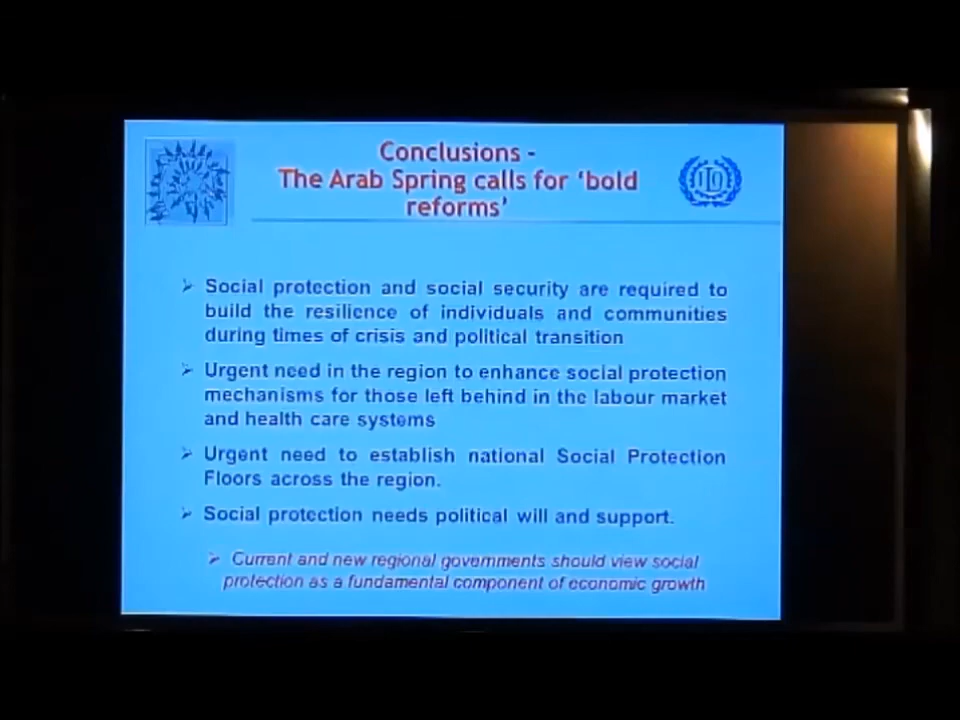 Conclusions -
The Arab Spring calls for ‘bold
reforms’
ILO
Social protection and social security are required to
build the resilience of individuals and communities
during times of crisis and political transition
Urgent need in the region to enhance social protection
mechanisms for those left behind in the labour market
and health care systems
Urgent need to establish national Social Protection
Floors across the region.
Social protection needs political will and support.
Current and new regional governments should view social
protection as a fundamental component of economic growth